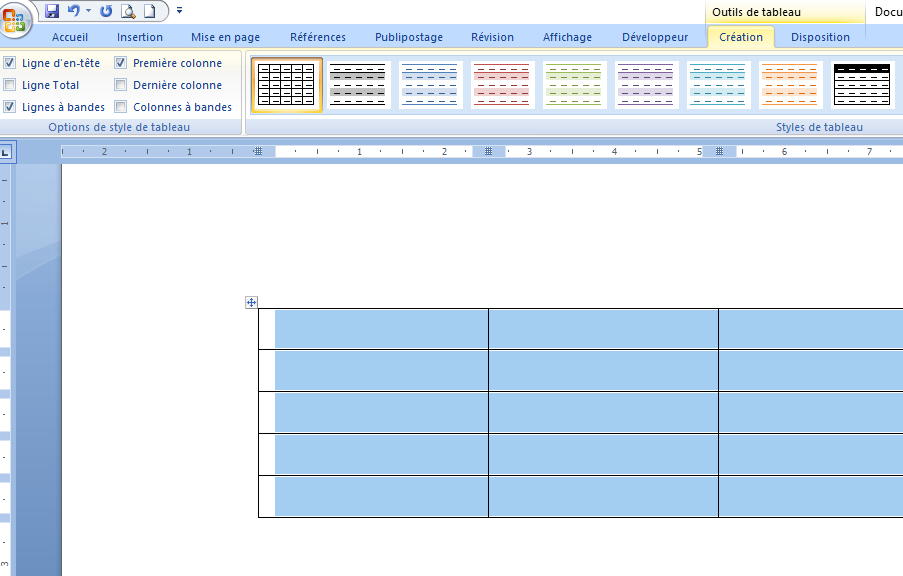 Outils de tableau Docu
Accueil Insertion Mise en page Références Publipostage Révision Affichage Développeur Création Disposition
Ligne d'en-tête Première colonne
Ligne Total Dernière colonne
Lignes à bandes Colonnes à bandes
Options de style de tableau Styles de tableau
2 1 1 2 3 4 5 6 7
1
3